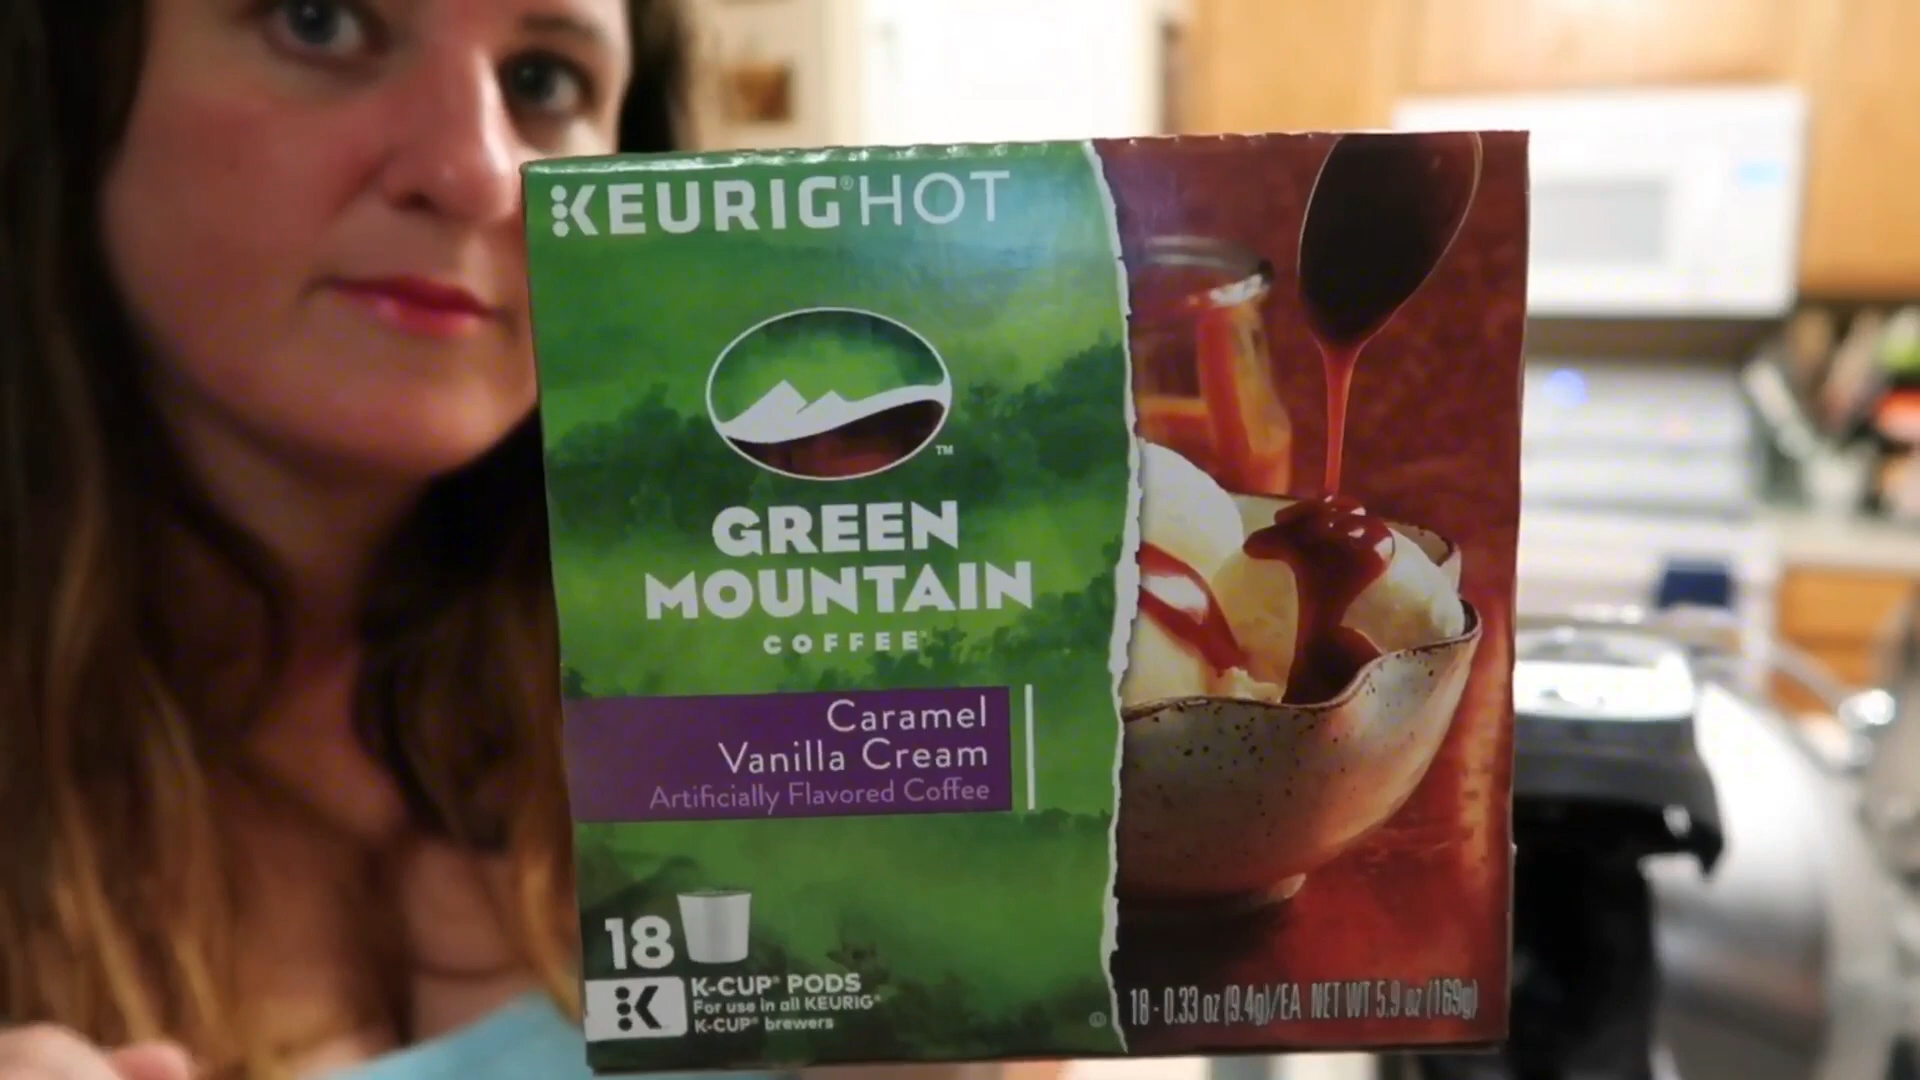 KEURIG® HOT
TM
GREEN
MOUNTAIN
COFFEE®
Caramel
Vanilla Cream
Artificially Flavored Coffee
18
K
K-CUP® PODS
For use in all KEURIG®
K-CUP® brewers
18 - 0.33 oz (9.4g)/EA NET WT 5.9 oz (169g)